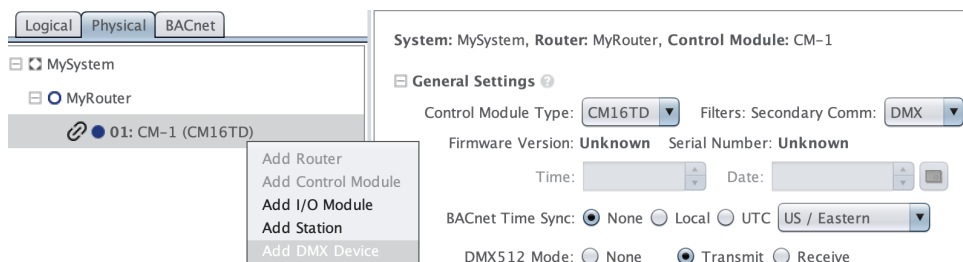 Logical Physical BACnet
MySystem
MyRouter
01: CM-1 (CM16TD)
Add Router
Add Control Module
Add I/O Module
Add Station
Add DMX Device
System: MySystem, Router: MyRouter, Control Module: CM-1
General Settings ?
Control Module Type: CM16TD Filters: Secondary Comm: DMX
Firmware Version: Unknown Serial Number: Unknown
Time: Date:
BACnet Time Sync: None Local UTC US / Eastern
DMX512 Mode: None Transmit Receive